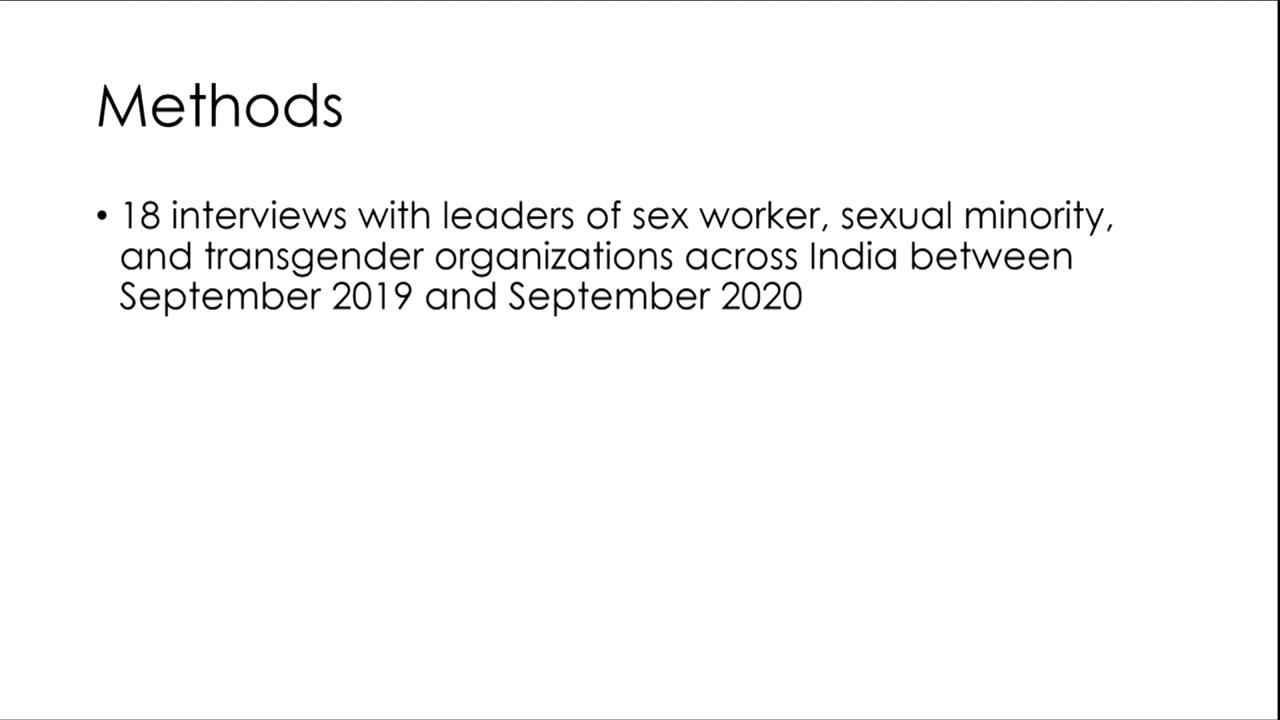 Methods
• 18 interviews with leaders of sex worker, sexual minority,
and transgender organizations across India between
September 2019 and September 2020